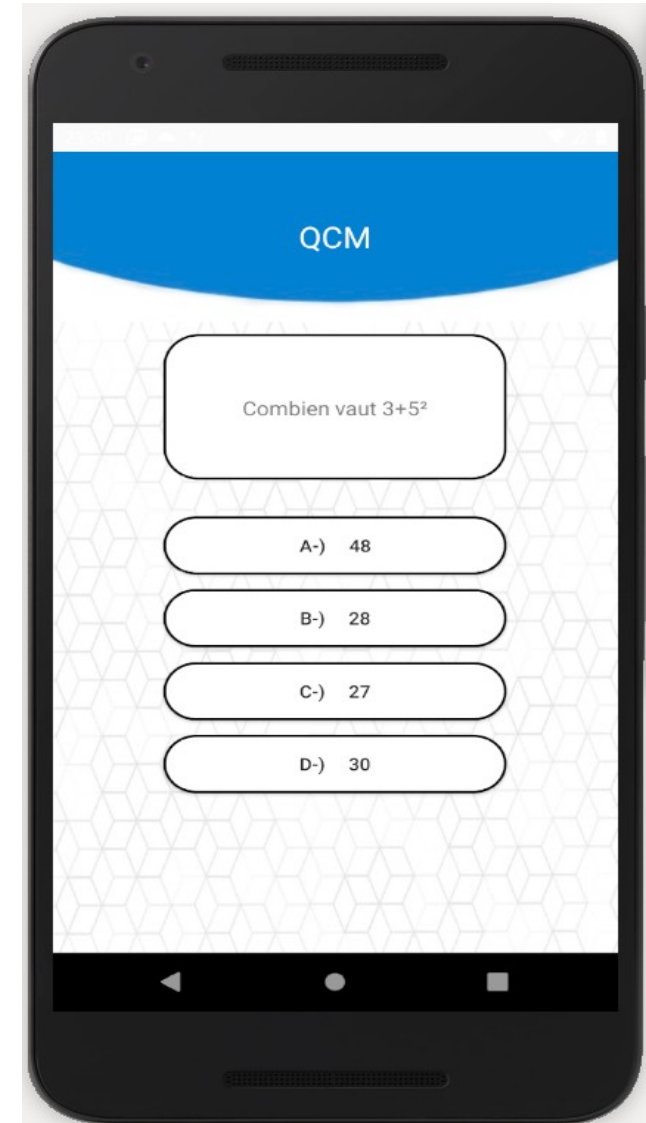 QCM
Combien vaut 3+5²
A-) 48
B-) 28
C-) 27
D-) 30